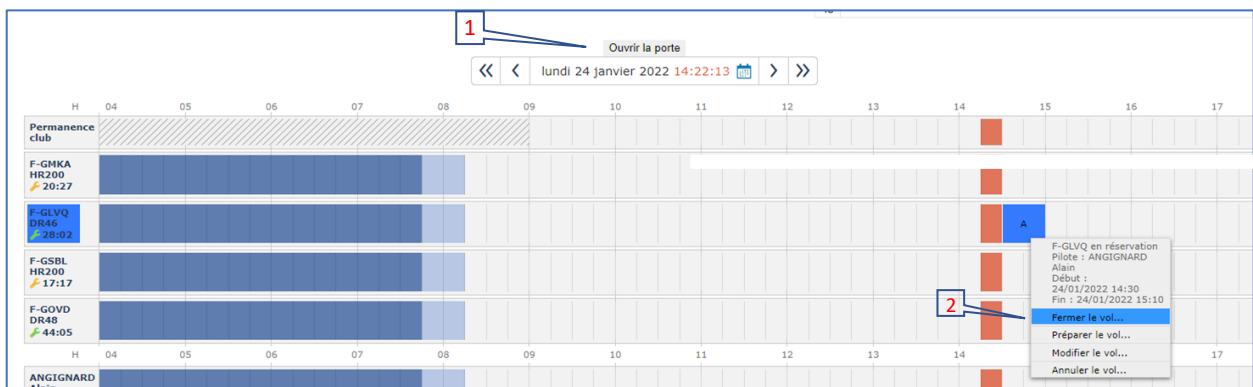 1
Ouvrir la porte
lundi 24 janvier 2022 14:22:13
H 04 05 06 07 08 09 10 11 12 13 14 15 16 17
Permanence
club
F-GMKA
HR200
20:27
F-GLVQ
DR46
28:02
A
F-GLVQ en réservation
Pilote : ANGIGNARD
Alain
Début :
24/01/2022 14:30
Fin : 24/01/2022 15:10
F-GSBL
HR200
17:17
2
Fermer le vol...
Préparer le vol...
Modifier le vol...
Annuler le vol...
F-GOVD
DR48
44:05
H 04 05 06 07 08 09 10 11 12 13 14 17
ANGIGNARD